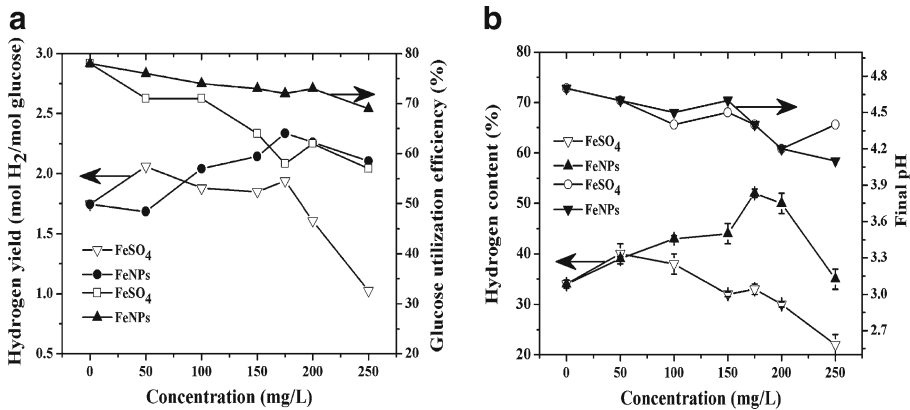 a
Hydrogen yield (mol H₂/mol glucose)
3.0
2.5
2.0
1.5
1.0
0.5
FeSO₄
FeNPs
FeSO₄
FeNPs
80
70
60
50
40
30
20
Glucose utilization efficiency (%)
0 50 100 150 200 250
Concentration (mg/L)
b
Hydrogen content (%)
80
70
60
50
40
30
20
FeSO₄
FeNPs
FeSO₄
FeNPs
4.8
4.5
4.2
3.9
3.6
3.3
3.0
2.7
Final pH
0 50 100 150 200 250
Concentration (mg/L)